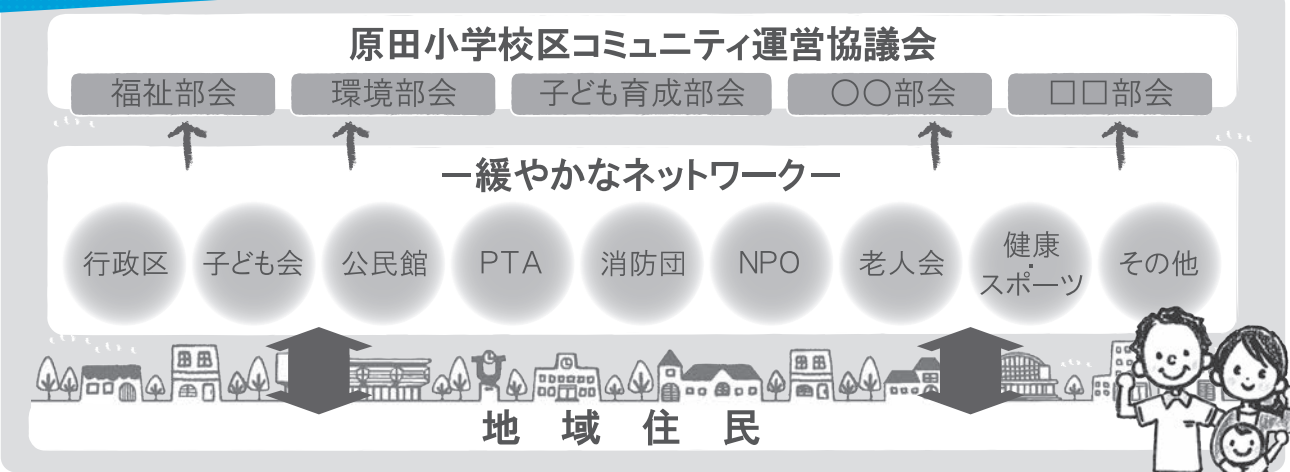 原田小学校区コミュニティ運営協議会
福祉部会 環境部会 子ども育成部会 〇〇部会 □□部会
ー緩やかなネットワークー
行政区 子ども会 公民館 PTA 消防団 NPO 老人会 健康・スポーツ その他
地域住民